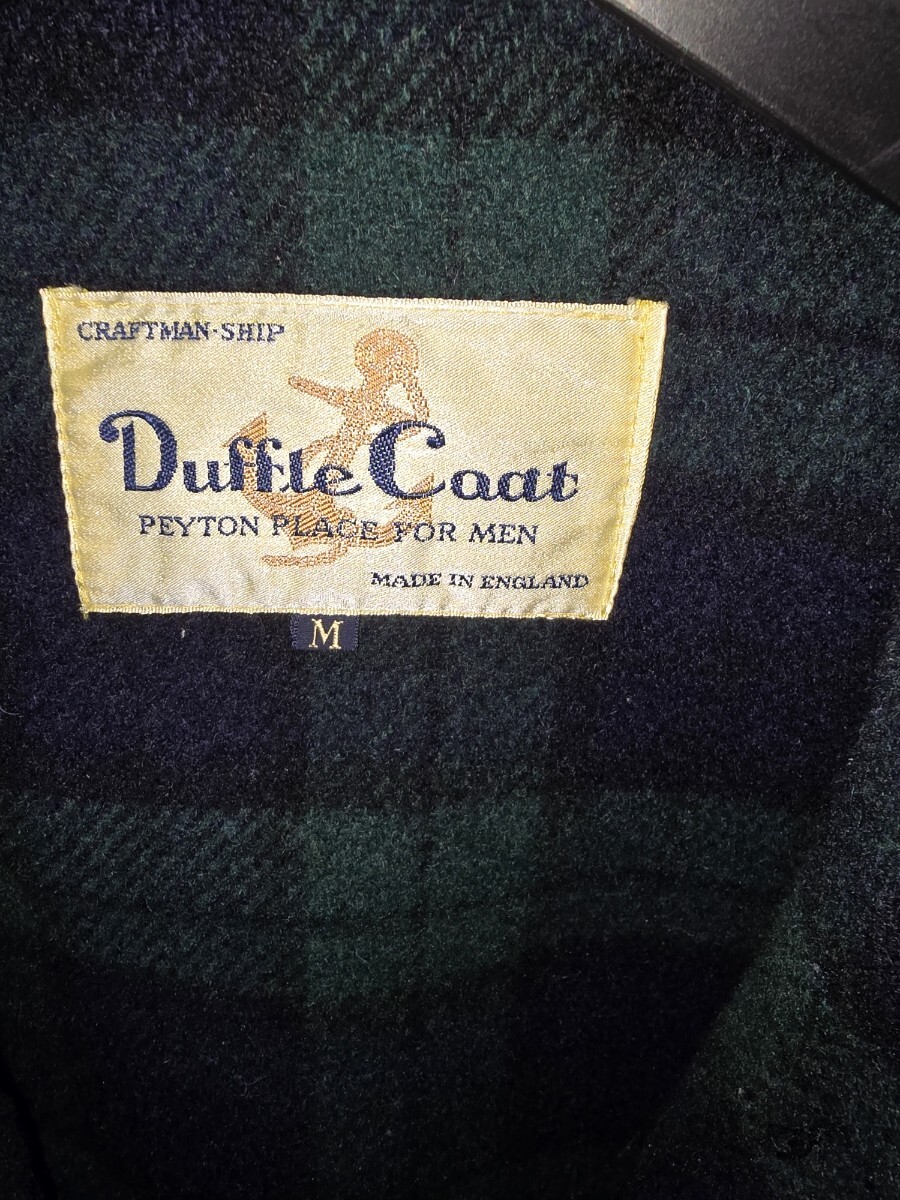 CRAFTMAN-SHIP
Duffle Coat
PEYTON PLACE FOR MEN
MADE IN ENGLAND
M